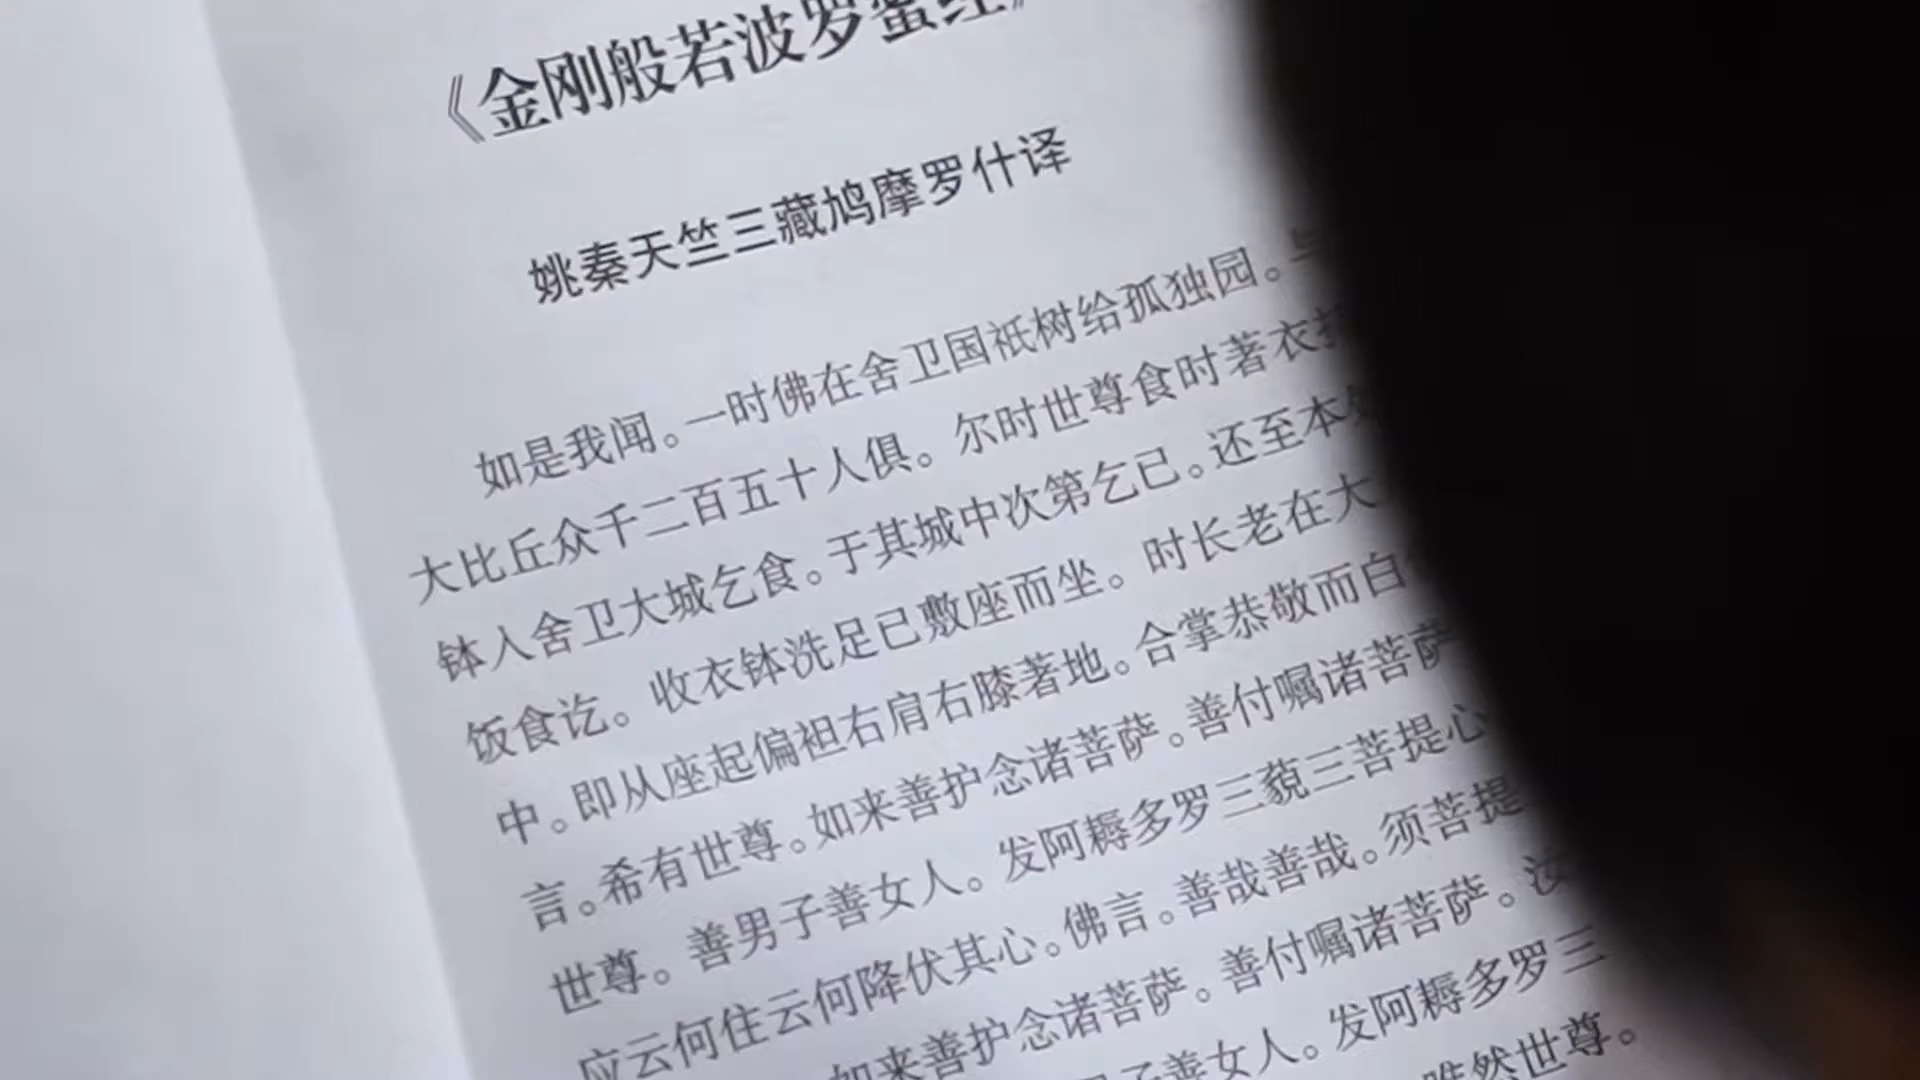 《金刚般若波罗蜜经》
姚秦天竺三藏鸠摩罗什译
如是我闻。一时佛在舍卫国祇树给孤独园。与
大比丘众千二百五十人俱。尔时世尊食时著衣持
钵入舍卫大城乞食。于其城中次第乞已。还至本处
饭食讫。收衣钵洗足已敷座而坐。时长老在大
中。即从座起偏袒右肩右膝著地。合掌恭敬而白
言。希有世尊。如来善护念诸菩萨。善付嘱诸菩萨
世尊。善男子善女人。发阿耨多罗三藐三菩提心
应云何住云何降伏其心。佛言。善哉善哉。须菩提
如来善护念诸菩萨。善付嘱诸菩萨。汝
子善女人。发阿耨多罗三
唯然世尊。